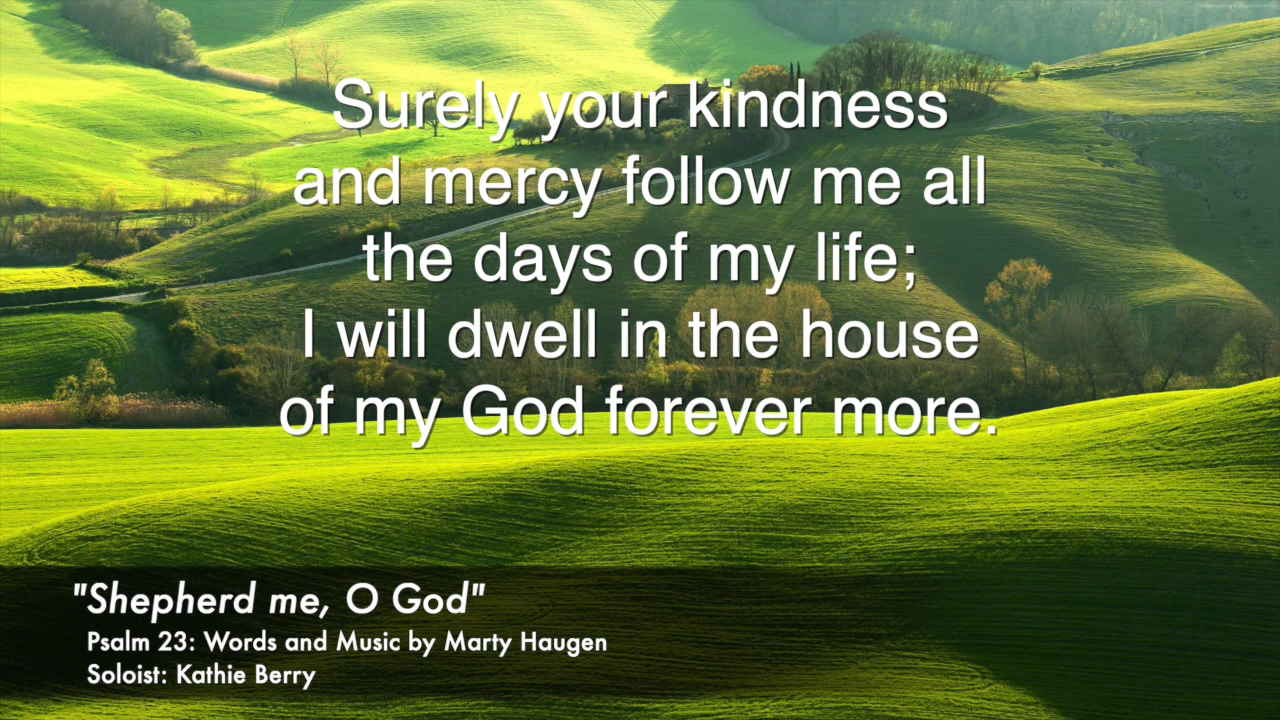 Surely your kindness
and mercy follow me all
the days of my life;
I will dwell in the house
of my God forever more.
"Shepherd me, O God"
Psalm 23: Words and Music by Marty Haugen
Soloist: Kathie Berry